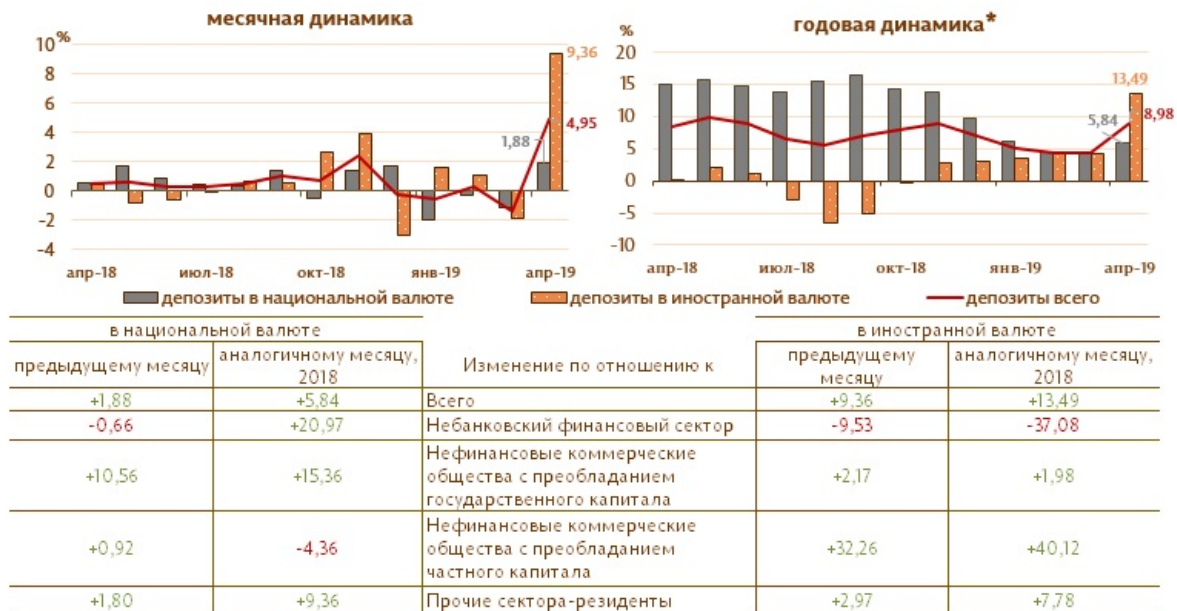 месячная динамика
годовая динамика*
%
10
8
6
4
2
0
-2
-4
9,36
4,95
1,88
апр-18
июл-18
окт-18
янв-19
апр-19
%
20
15
10
5
0
-5
-10
13,49
8,98
5,84
апр-18
июл-18
окт-18
янв-19
апр-19
депозиты в национальной валюте
депозиты в иностранной валюте
депозиты всего
в национальной валюте
в иностранной валюте
предыдущему месяцу
аналогичному месяцу,
2018
Изменение по отношению к
предыдущему
месяцу
аналогичному месяцу,
2018
+1,88
+5,84
Всего
+9,36
+13,49
-0,66
+20,97
Небанковский финансовый сектор
-9,53
-37,08
+10,56
+15,36
Нефинансовые коммерческие
общества с преобладанием
государственного капитала
+2,17
+1,98
+0,92
-4,36
Нефинансовые коммерческие
общества с преобладанием
частного капитала
+32,26
+40,12
+1,80
+9,36
Прочие сектора-резиденты
+2,97
+7,78